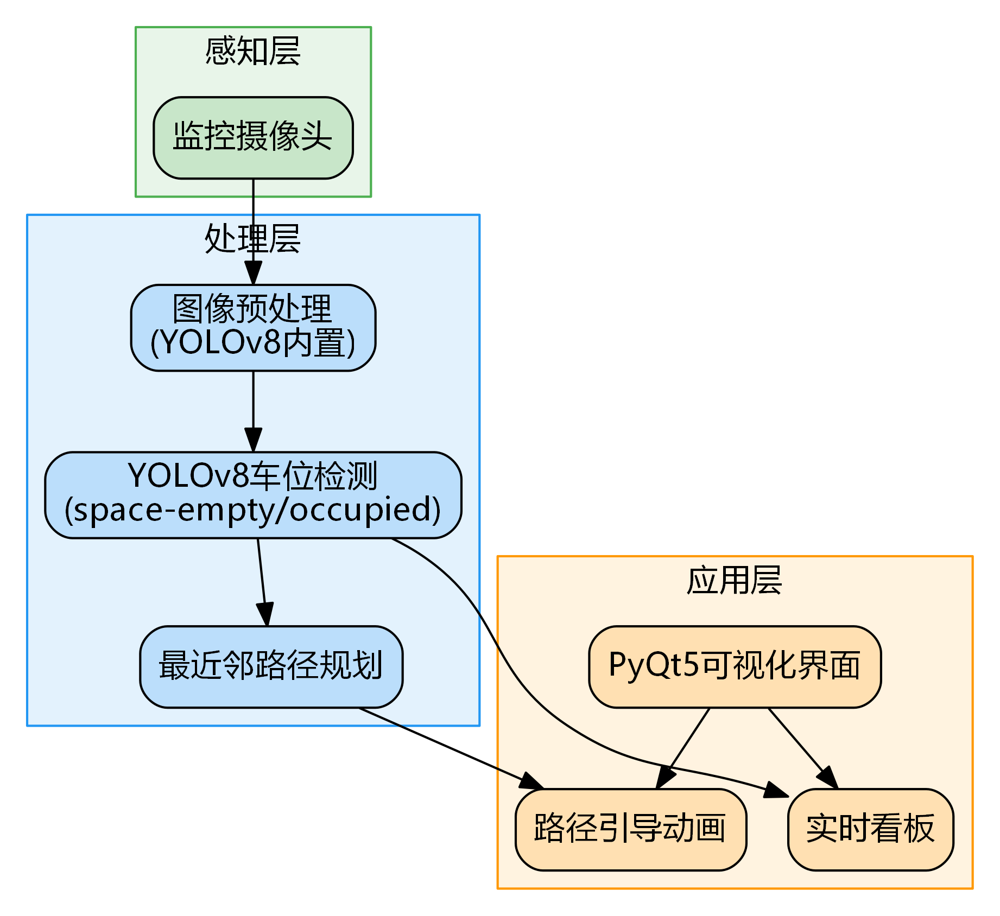 感知层
监控摄像头
处理层
图像预处理
(YOLOv8内置)
YOLOv8车位检测
(space-empty/occupied)
最近邻路径规划
应用层
PyQt5可视化界面
路径引导动画
实时看板